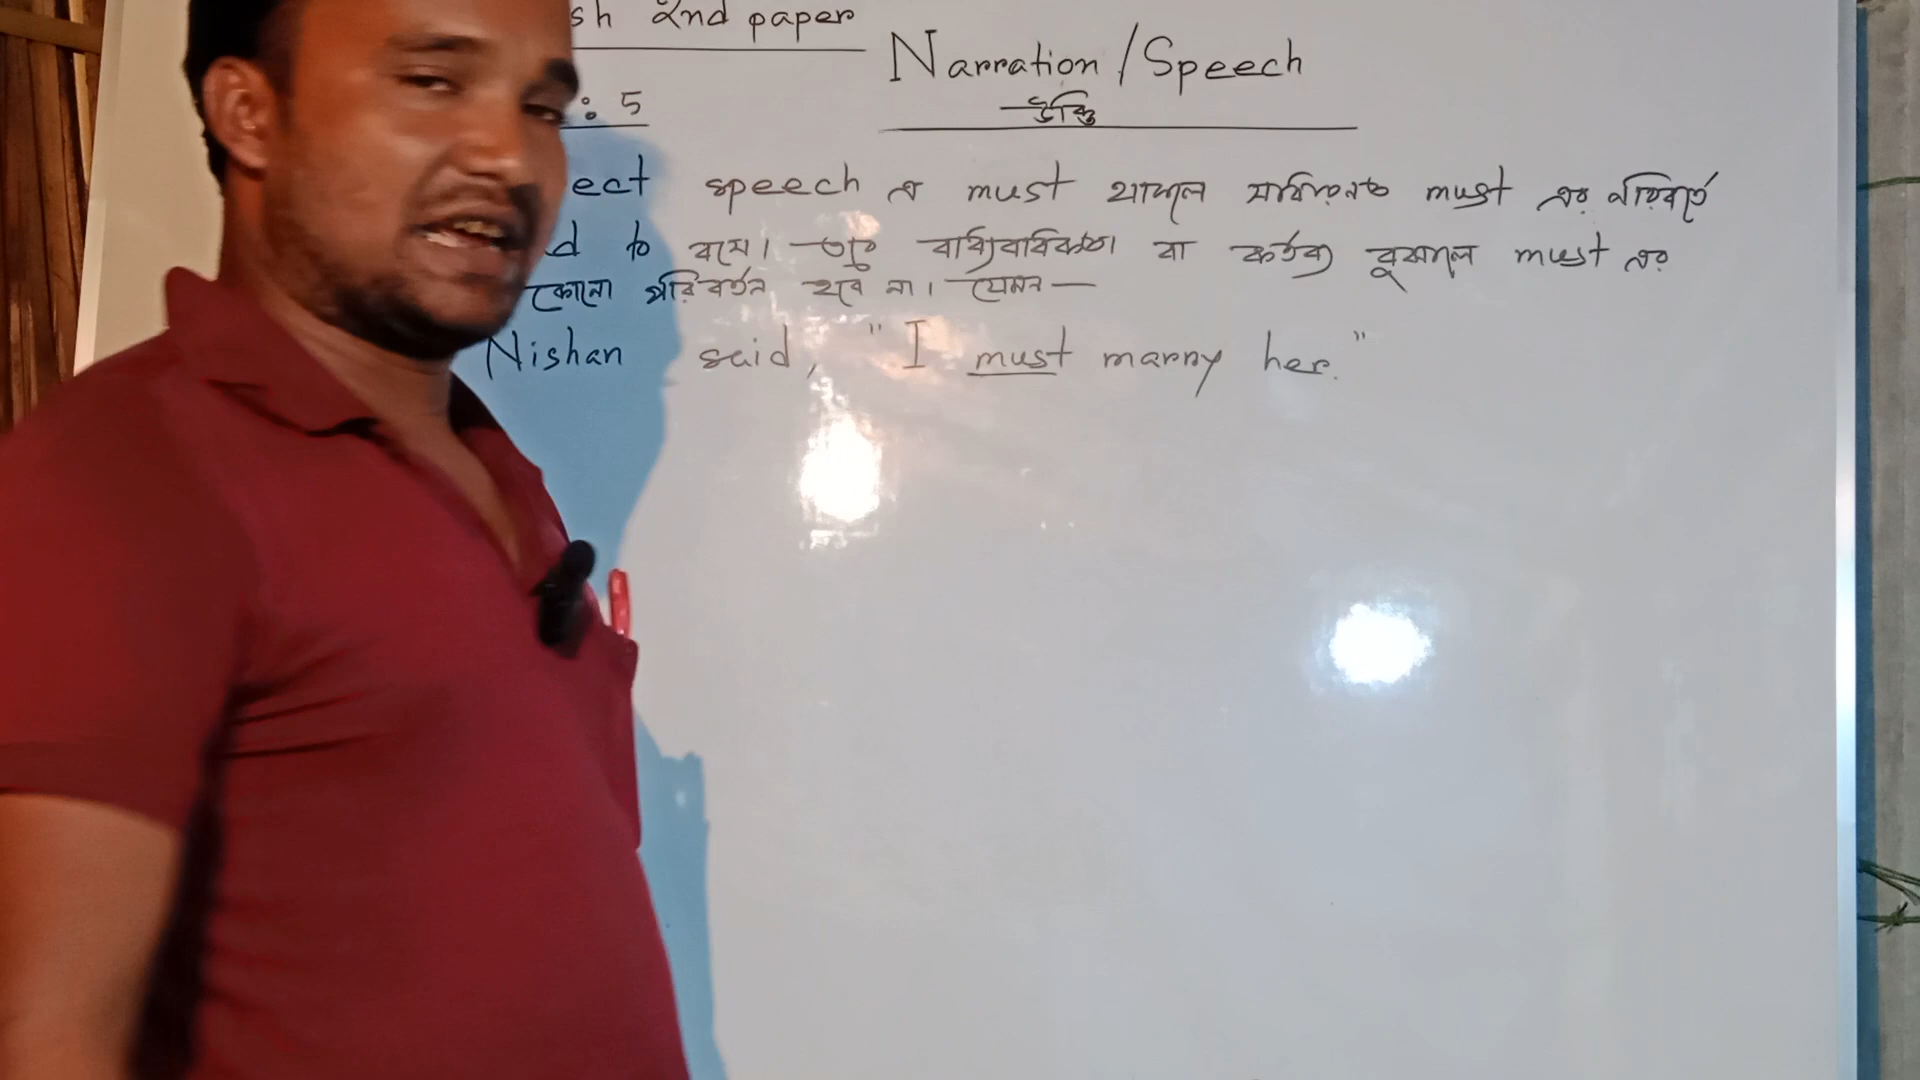 sh 2nd paper
Narration / Speech
উক্তি
: 5
ect speech এ must থাকলে সাধারনত must এর পরিবর্তে
d to বসে। তবে বাধ্যবাধকতা বা কর্তব্য বুঝালে must এর
কোনো পরিবর্তন হবে না। যেমন —
Nishan said, "I must marry her."